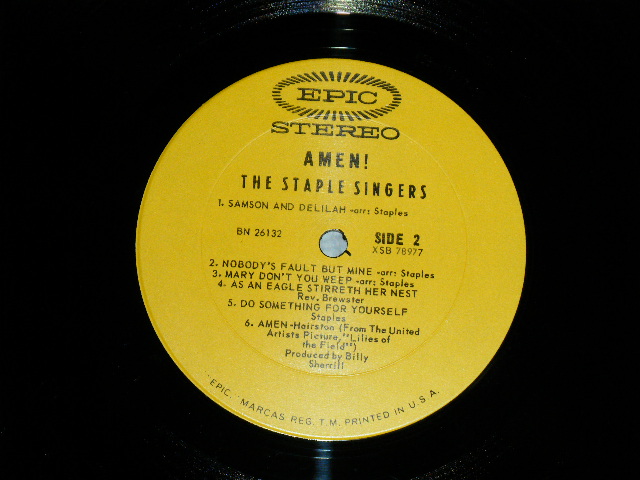 EPIC
STEREO
AMEN!
THE STAPLE SINGERS
1. SAMSON AND DELILAH -arr: Staples
BN 26132
SIDE 2
XSB 78977
2. NOBODY'S FAULT BUT MINE -arr: Staples
3. MARY DON'T YOU WEEP -arr: Staples
4. AS AN EAGLE STIRRETH HER NEST
Rev. Brewster
5. DO SOMETHING FOR YOURSELF
Staples
6. AMEN -Hairston (From The United
Artists Picture, "Lilies of
the Field")
Produced by Billy
Sherrill
"EPIC," MARCAS REG. T.M. PRINTED IN U.S.A.